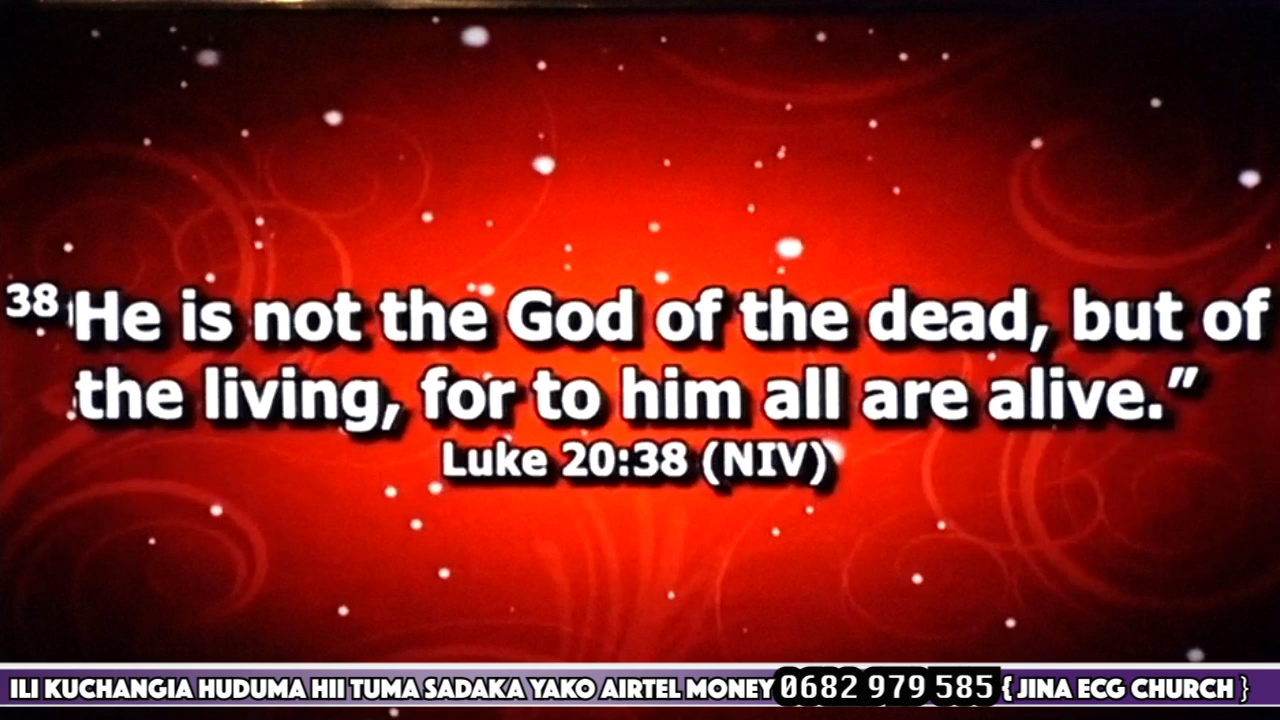 38 He is not the God of the dead, but of
the living, for to him all are alive.”
Luke 20:38 (NIV)
ILI KUCHANGIA HUDUMA HII TUMA SADAKA YAKO AIRTEL MONEY 0682 979 585 { JINA ECG CHURCH }